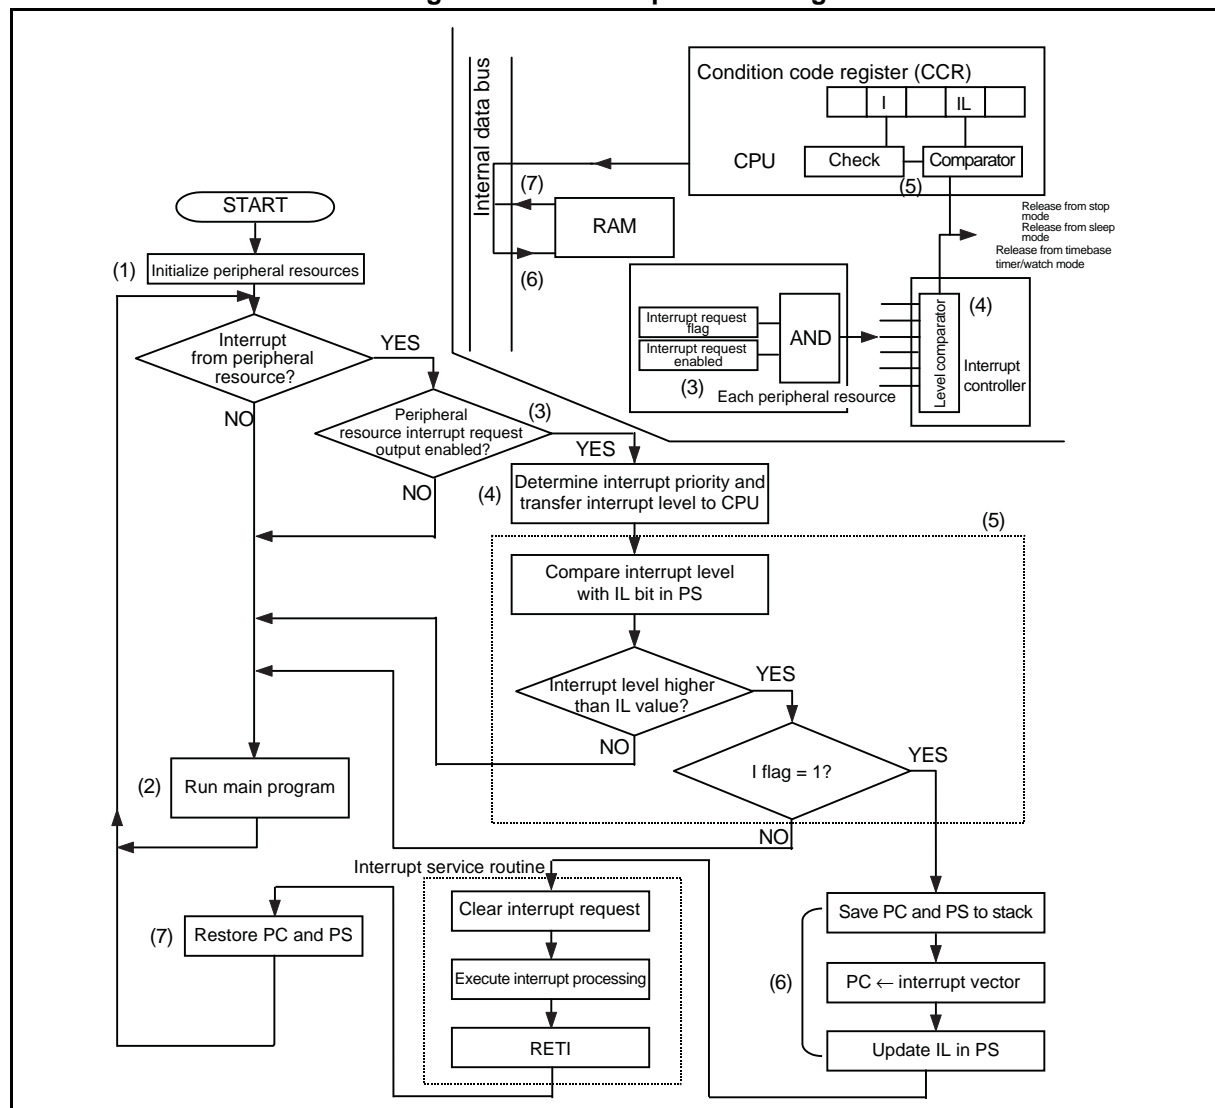 Internal data bus
Condition code register (CCR)
I
IL
CPU
Check
Comparator
(5)
(7)
RAM
(6)
Release from stop
mode
Release from sleep
mode
Release from timebase
timer/watch mode
Interrupt request
flag
Interrupt request
enabled
AND
(3)
Each peripheral resource
Level comparator
(4)
Interrupt
controller
START
(1)
Initialize peripheral resources
Interrupt
from peripheral
resource?
YES
NO
Peripheral
resource interrupt request
output enabled?
(3)
YES
NO
(4)
Determine interrupt priority and
transfer interrupt level to CPU
(5)
Compare interrupt level
with IL bit in PS
Interrupt level higher
than IL value?
YES
NO
I flag = 1?
YES
NO
(2)
Run main program
Interrupt service routine
Clear interrupt request
Execute interrupt processing
RETI
(7)
Restore PC and PS
Save PC and PS to stack
(6)
PC ← interrupt vector
Update IL in PS